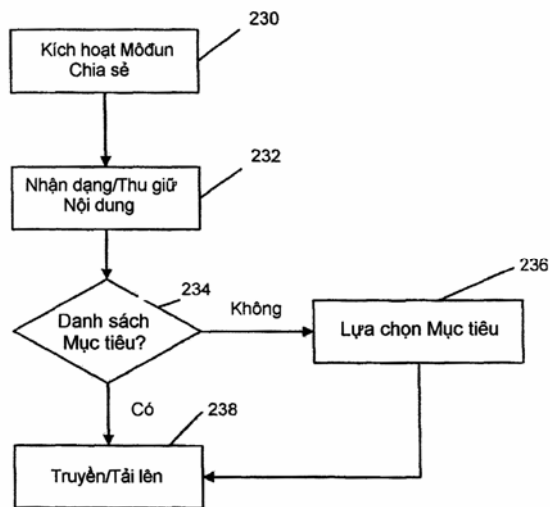 230
Kích hoạt Môđun
Chia sẻ
232
Nhận dạng/Thu giữ
Nội dung
234
Danh sách
Mục tiêu?
Không
236
Lựa chọn Mục tiêu
Có
238
Truyền/Tải lên